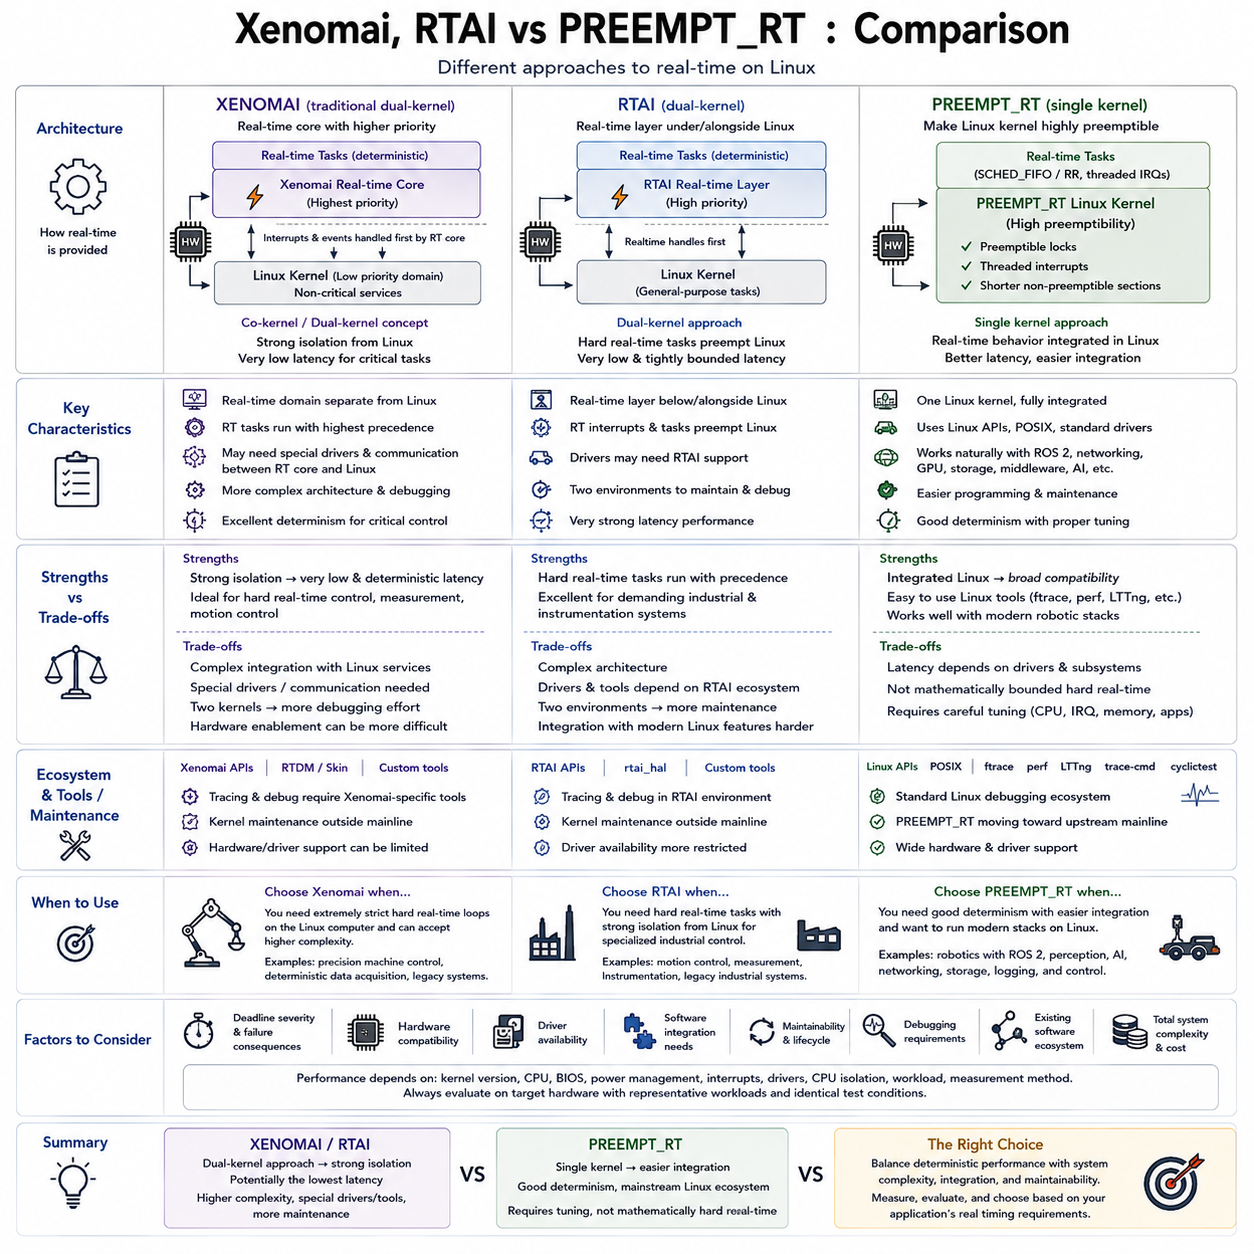 Xenomai, RTAI vs PREEMPT_RT : Comparison
Different approaches to real-time on Linux
Architecture
How real-time
is provided
XENOMAI (traditional dual-kernel)
Real-time core with higher priority
Real-time Tasks (deterministic)
Xenomai Real-time Core
(Highest priority)
HW
Interrupts & events handled first by RT core
Linux Kernel (Low priority domain)
Non-critical services
Co-kernel / Dual-kernel concept
Strong isolation from Linux
Very low latency for critical tasks
RTAI (dual-kernel)
Real-time layer under/alongside Linux
Real-time Tasks (deterministic)
RTAI Real-time Layer
(High priority)
HW
Realtime handles first
Linux Kernel
(General-purpose tasks)
Dual-kernel approach
Hard real-time tasks preempt Linux
Very low & tightly bounded latency
PREEMPT_RT (single kernel)
Make Linux kernel highly preemptible
Real-time Tasks
(SCHED_FIFO / RR, threaded IRQs)
PREEMPT_RT Linux Kernel
(High preemptibility)
HW
Preemptible locks
Threaded interrupts
Shorter non-preemptible sections
Single kernel approach
Real-time behavior integrated in Linux
Better latency, easier integration
Key
Characteristics
Real-time domain separate from Linux
RT tasks run with highest precedence
May need special drivers & communication
between RT core and Linux
More complex architecture & debugging
Excellent determinism for critical control
Real-time layer below/alongside Linux
RT interrupts & tasks preempt Linux
Drivers may need RTAI support
Two environments to maintain & debug
Very strong latency performance
One Linux kernel, fully integrated
Uses Linux APIs, POSIX, standard drivers
Works naturally with ROS 2, networking,
GPU, storage, middleware, AI, etc.
Easier programming & maintenance
Good determinism with proper tuning
Strengths
vs
Trade-offs
Strengths
Strong isolation → very low & deterministic latency
Ideal for hard real-time control, measurement,
motion control
Trade-offs
Complex integration with Linux services
Special drivers / communication needed
Two kernels → more debugging effort
Hardware enablement can be more difficult
Strengths
Hard real-time tasks run with precedence
Excellent for demanding industrial &
instrumentation systems
Trade-offs
Complex architecture
Drivers & tools depend on RTAI ecosystem
Two environments → more maintenance
Integration with modern Linux features harder
Strengths
Integrated Linux → broad compatibility
Easy to use Linux tools (ftrace, perf, LTTng, etc.)
Works well with modern robotic stacks
Trade-offs
Latency depends on drivers & subsystems
Not mathematically bounded hard real-time
Requires careful tuning (CPU, IRQ, memory, apps)
Ecosystem
& Tools /
Maintenance
Xenomai APIs | RTDM / Skin | Custom tools
Tracing & debug require Xenomai-specific tools
Kernel maintenance outside mainline
Hardware/driver support can be limited
RTAI APIs | rtai_hal | Custom tools
Tracing & debug in RTAI environment
Kernel maintenance outside mainline
Driver availability more restricted
Linux APIs POSIX | ftrace perf LTTng trace-cmd cyclictest
Standard Linux debugging ecosystem
PREEMPT_RT moving toward upstream mainline
Wide hardware & driver support
When to Use
Choose Xenomai when...
You need extremely strict hard real-time loops
on the Linux computer and can accept
higher complexity.
Examples: precision machine control,
deterministic data acquisition, legacy systems.
Choose RTAI when...
You need hard real-time tasks with
strong isolation from Linux for
specialized industrial control.
Examples: motion control, measurement,
Instrumentation, legacy industrial systems.
Choose PREEMPT_RT when...
You need good determinism with easier integration
and want to run modern stacks on Linux.
Examples: robotics with ROS 2, perception, AI,
networking, storage, logging, and control.
Factors to Consider
Deadline severity
& failure
consequences
Hardware
compatibility
Driver
availability
Software
integration
needs
Maintainability
& lifecycle
Debugging
requirements
Existing
software
ecosystem
Total system
complexity
& cost
Performance depends on: kernel version, CPU, BIOS, power management, interrupts, drivers, CPU isolation, workload, measurement method.
Always evaluate on target hardware with representative workloads and identical test conditions.
Summary
XENOMAI / RTAI
Dual-kernel approach → strong isolation
Potentially the lowest latency
Higher complexity, special drivers/tools,
more maintenance
VS
PREEMPT_RT
Single kernel → easier integration
Good determinism, mainstream Linux ecosystem
Requires tuning, not mathematically hard real-time
VS
The Right Choice
Balance deterministic performance with system
complexity, integration, and maintainability.
Measure, evaluate, and choose based on your
application's real timing requirements.